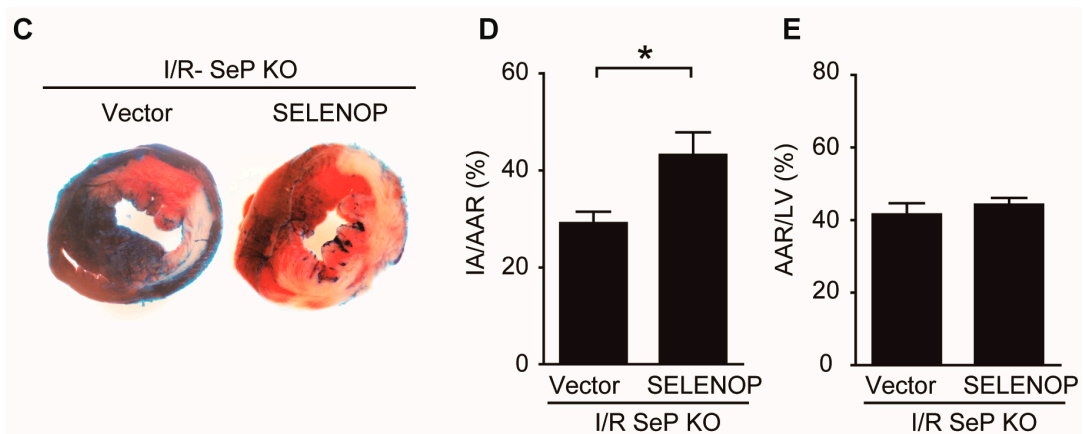 C
I/R- SeP KO
Vector SELENOP
D
*
60
40
20
0
IA/AAR (%)
Vector SELENOP
I/R SeP KO
E
80
60
40
20
0
AAR/LV (%)
Vector SELENOP
I/R SeP KO